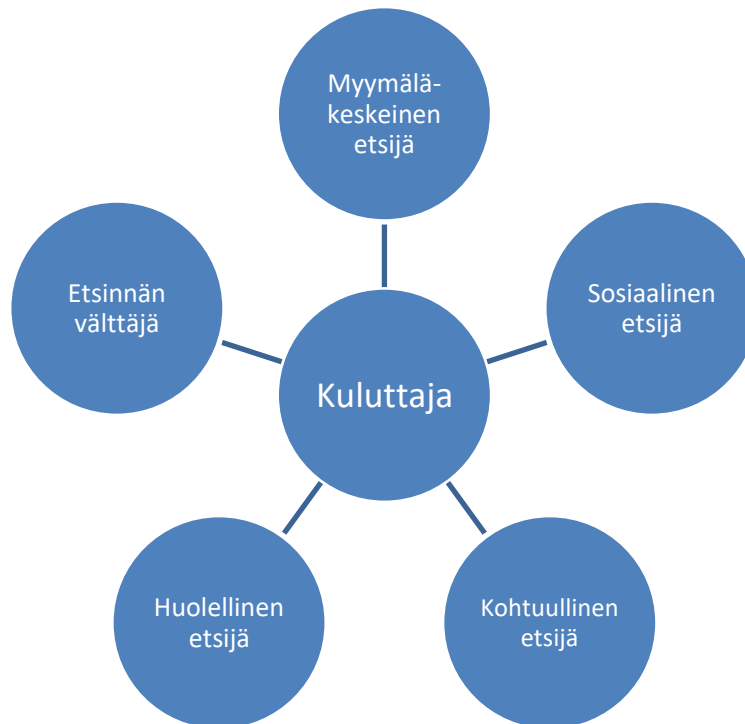 Myymälä-
keskeinen
etsijä
Etsinnän
välttäjä
Sosiaalinen
etsijä
Kuluttaja
Huolellinen
etsijä
Kohtuullinen
etsijä